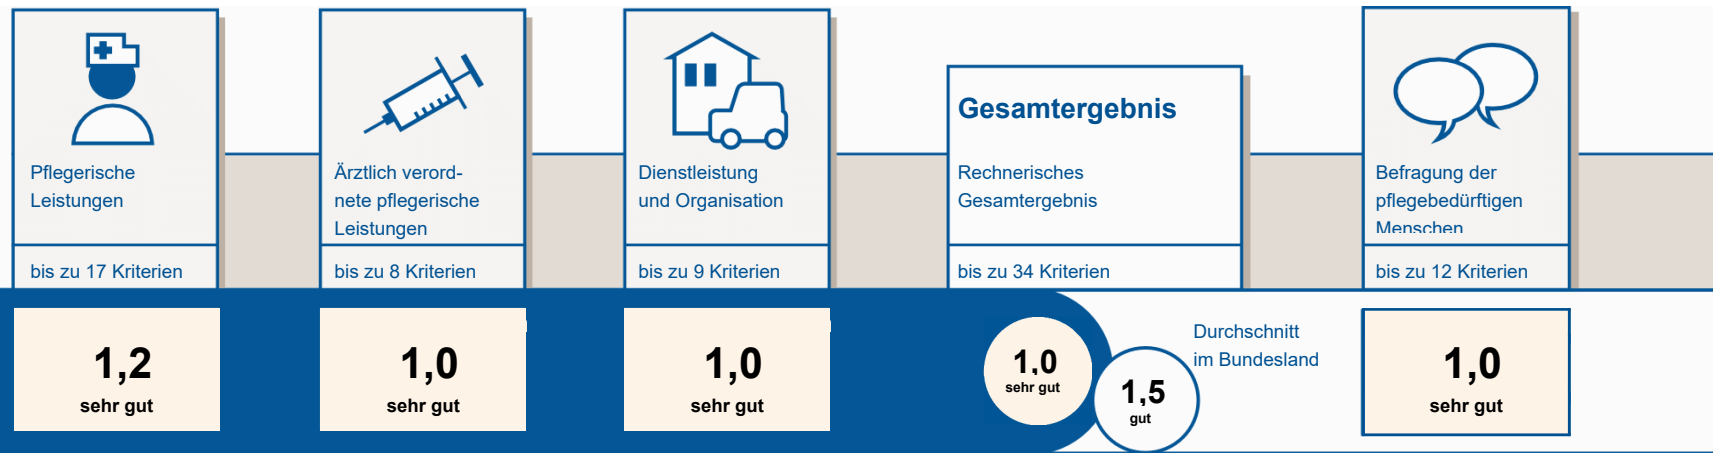 Pflegerische
Leistungen
bis zu 17 Kriterien
1,2
sehr gut
Ärztlich verord-
nete pflegerische
Leistungen
bis zu 8 Kriterien
1,0
sehr gut
Dienstleistung
und Organisation
bis zu 9 Kriterien
1,0
sehr gut
Gesamtergebnis
Rechnerisches
Gesamtergebnis
bis zu 34 Kriterien
1,0
sehr gut
1,5
gut
Durchschnitt
im Bundesland
Befragung der
pflegebedürftigen
Menschen
bis zu 12 Kriterien
1,0
sehr gut